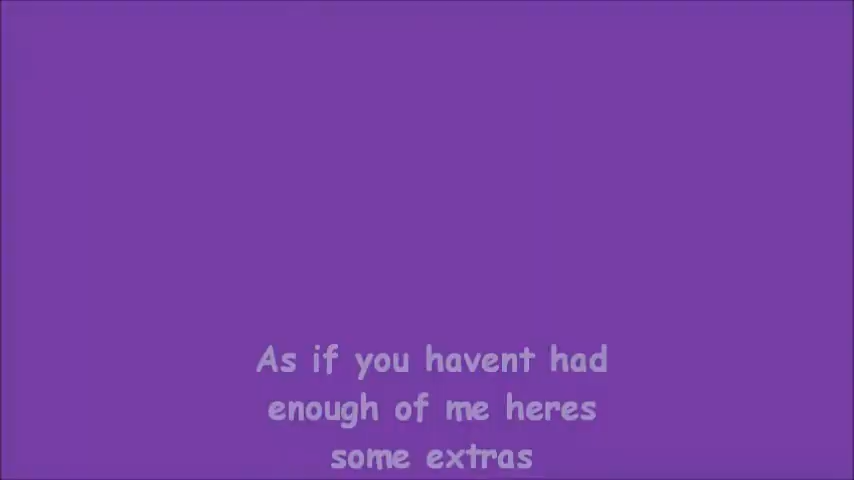 As if you havent had
enough of me heres
some extras